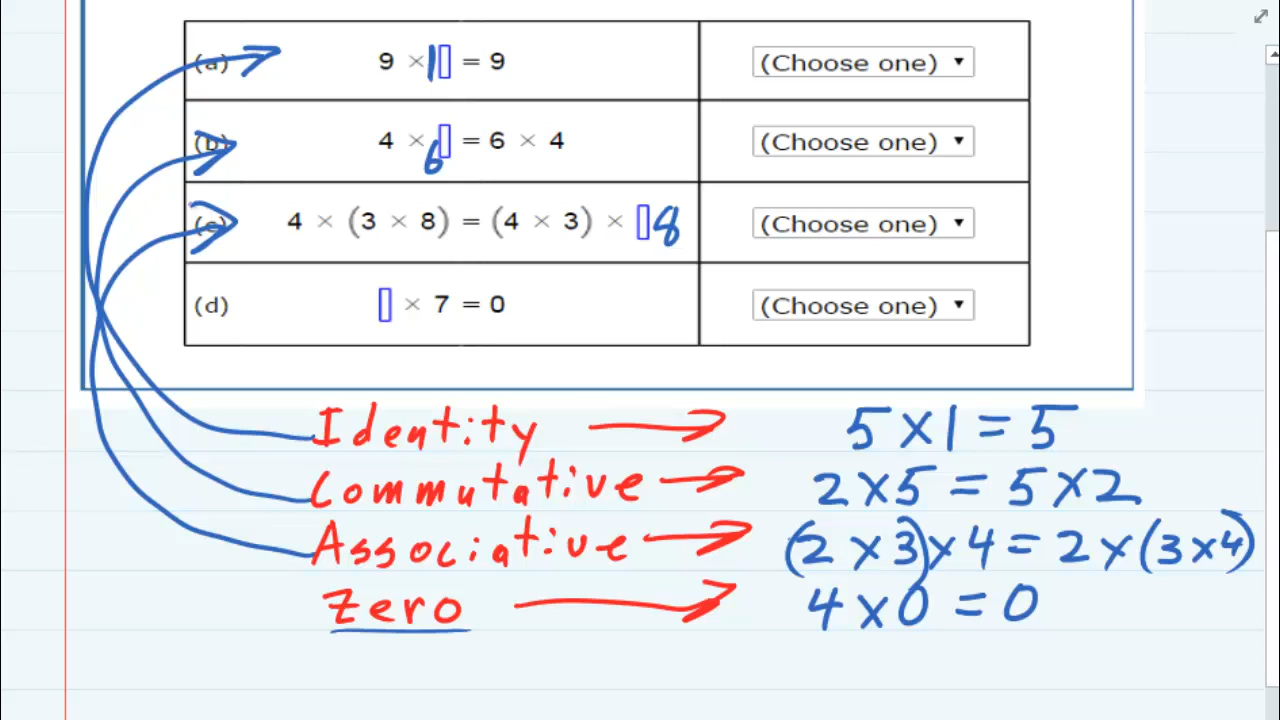 (a) 9 × 1▯ = 9 (Choose one) ▼
(b) 4 × 6▯ = 6 × 4 (Choose one) ▼
(c) 4 × (3 × 8) = (4 × 3) × ▯8 (Choose one) ▼
(d) ▯ × 7 = 0 (Choose one) ▼
Identity → 5 × 1 = 5
Commutative → 2 × 5 = 5 × 2
Associative → (2 × 3) × 4 = 2 × (3 × 4)
Zero → 4 × 0 = 0